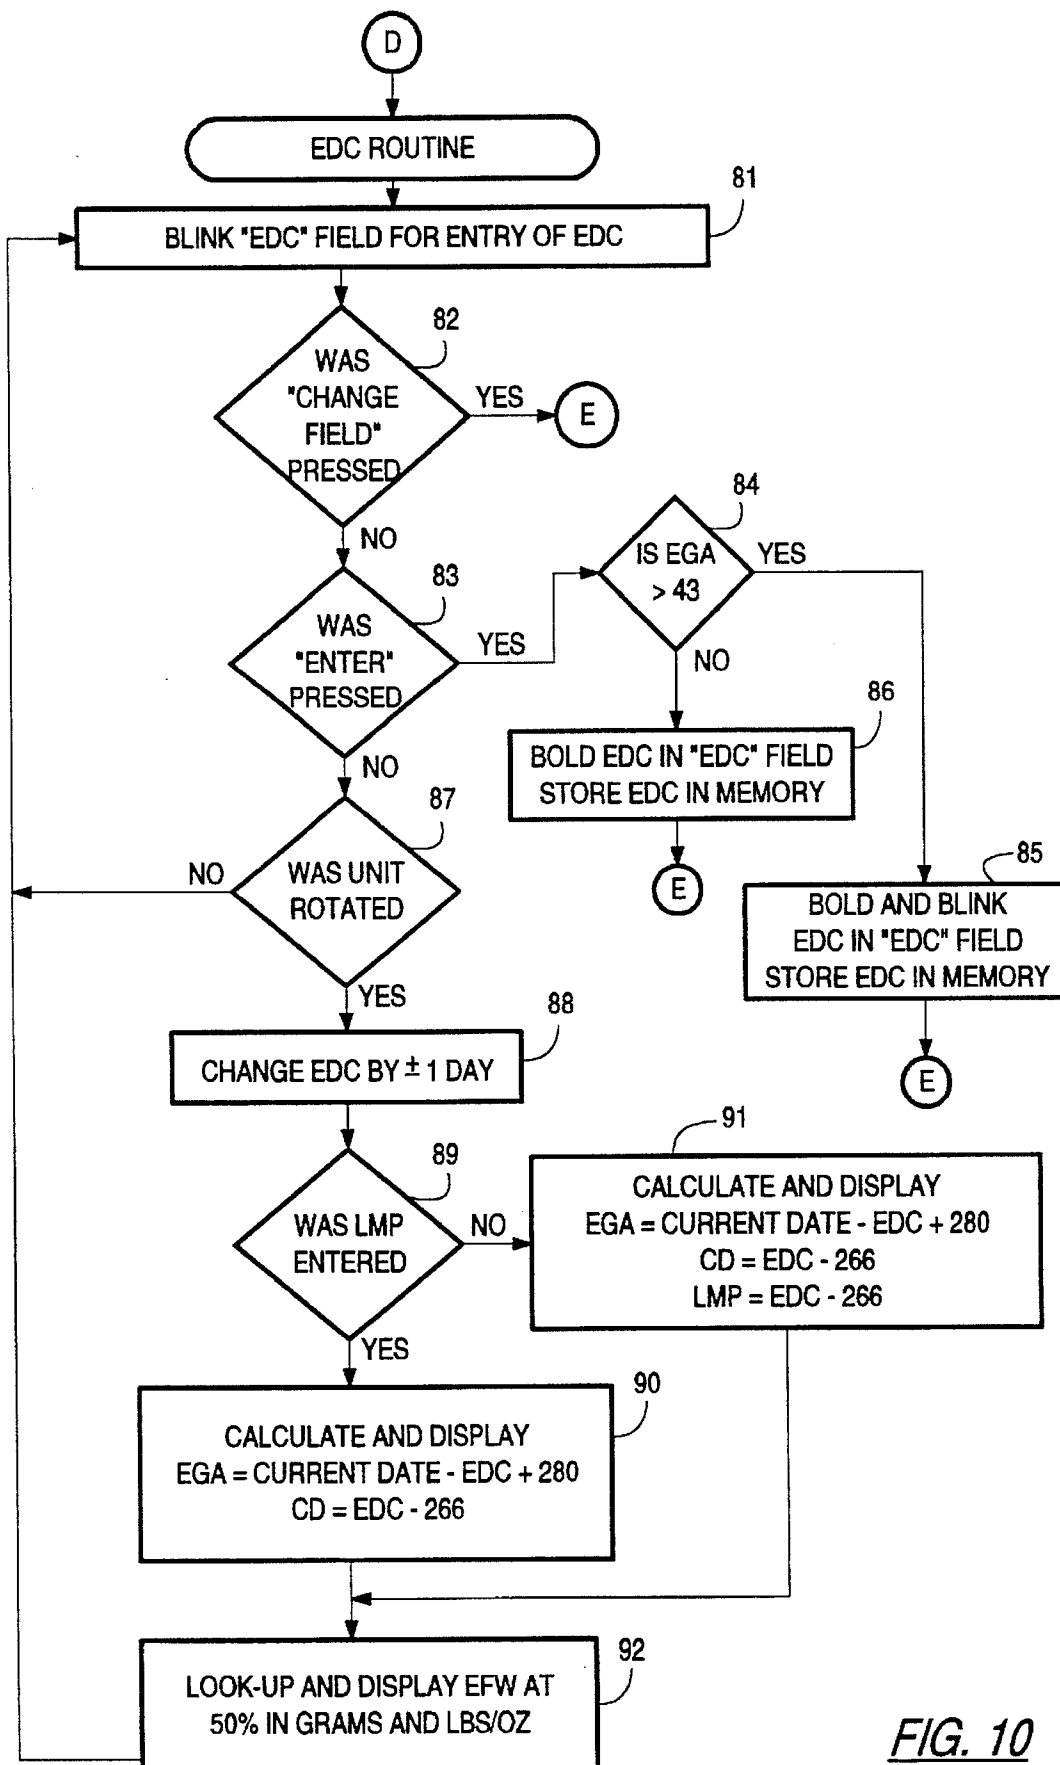 D
EDC ROUTINE
81
BLINK "EDC" FIELD FOR ENTRY OF EDC
82
WAS
"CHANGE
FIELD"
PRESSED
YES
E
NO
83
WAS
"ENTER"
PRESSED
YES
84
IS EGA
> 43
YES
NO
86
BOLD EDC IN "EDC" FIELD
STORE EDC IN MEMORY
E
85
BOLD AND BLINK
EDC IN "EDC" FIELD
STORE EDC IN MEMORY
E
NO
87
WAS UNIT
ROTATED
NO
YES
88
CHANGE EDC BY ± 1 DAY
89
WAS LMP
ENTERED
NO
91
CALCULATE AND DISPLAY
EGA = CURRENT DATE - EDC + 280
CD = EDC - 266
LMP = EDC - 266
YES
90
CALCULATE AND DISPLAY
EGA = CURRENT DATE - EDC + 280
CD = EDC - 266
92
LOOK-UP AND DISPLAY EFW AT
50% IN GRAMS AND LBS/OZ
FIG. 10